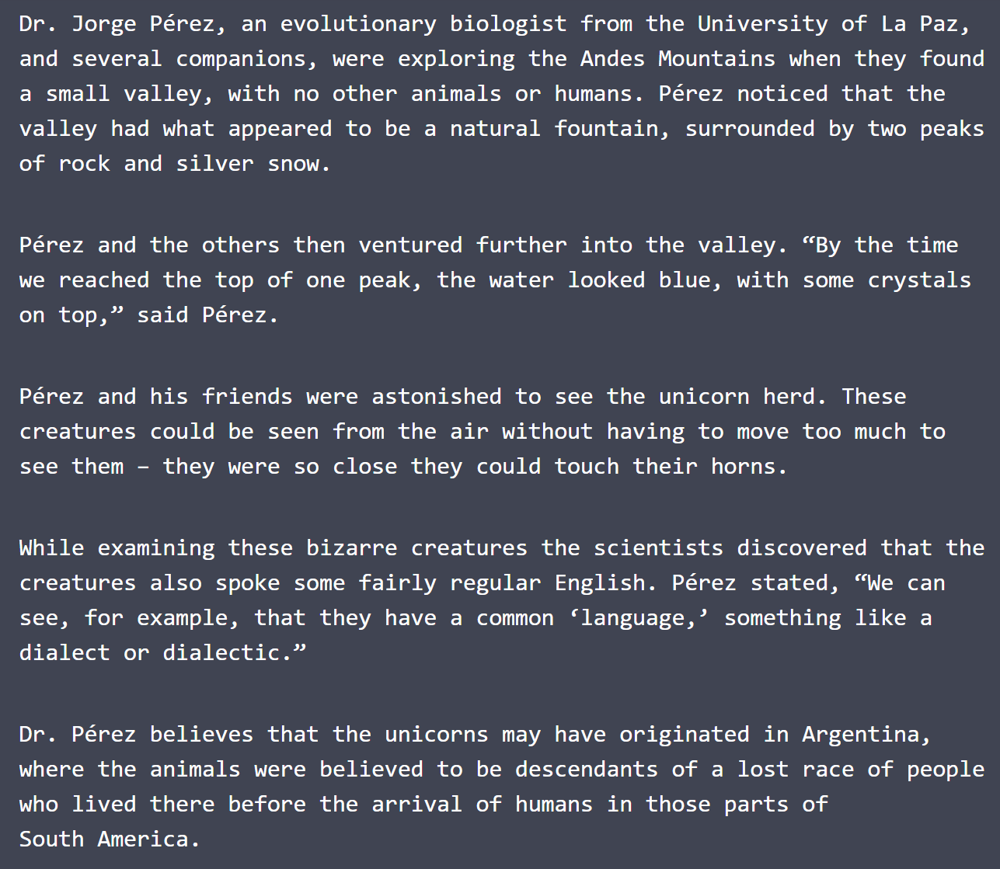 Dr. Jorge Pérez, an evolutionary biologist from the University of La Paz,
and several companions, were exploring the Andes Mountains when they found
a small valley, with no other animals or humans. Pérez noticed that the
valley had what appeared to be a natural fountain, surrounded by two peaks
of rock and silver snow.
Pérez and the others then ventured further into the valley. “By the time
we reached the top of one peak, the water looked blue, with some crystals
on top,” said Pérez.
Pérez and his friends were astonished to see the unicorn herd. These
creatures could be seen from the air without having to move too much to
see them – they were so close they could touch their horns.
While examining these bizarre creatures the scientists discovered that the
creatures also spoke some fairly regular English. Pérez stated, “We can
see, for example, that they have a common ‘language,’ something like a
dialect or dialectic.”
Dr. Pérez believes that the unicorns may have originated in Argentina,
where the animals were believed to be descendants of a lost race of people
who lived there before the arrival of humans in those parts of
South America.